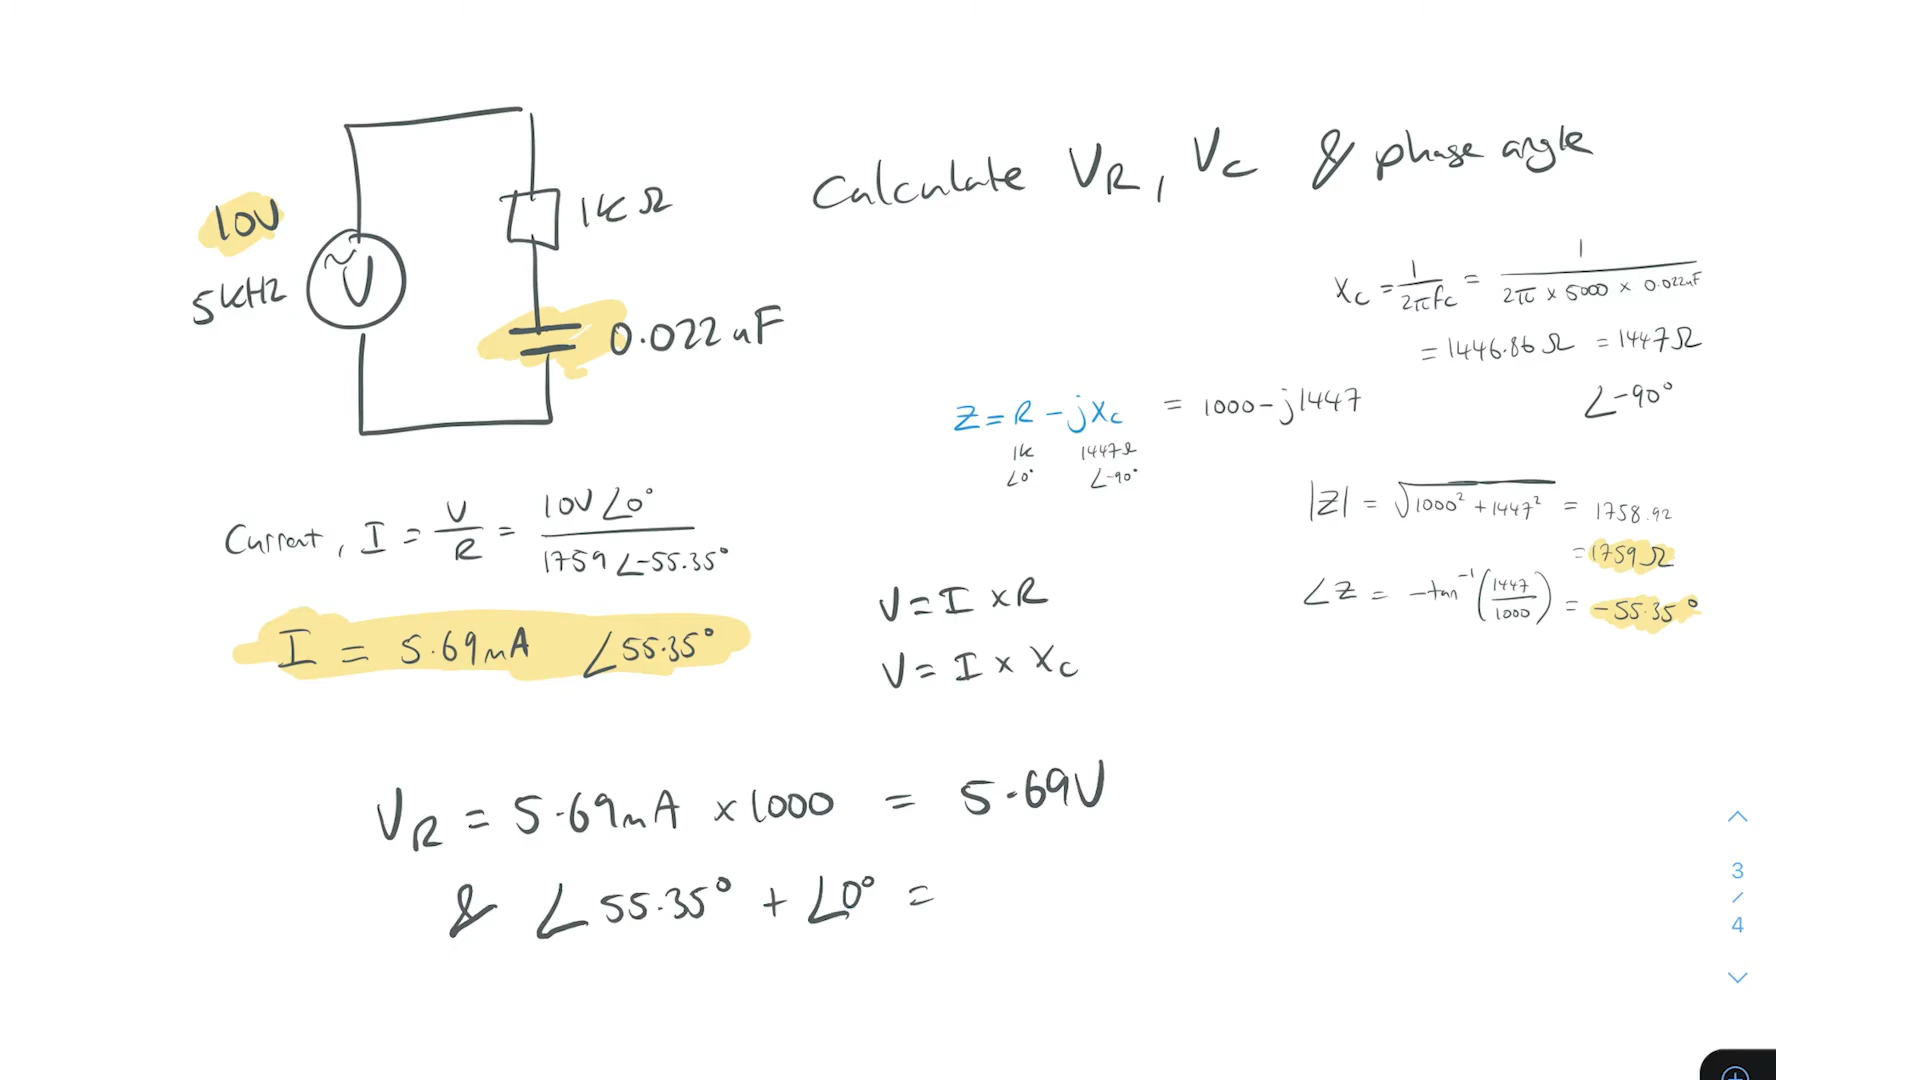 Calculate VR, VC & phase angle
10V
5kHz
V
1kΩ
0.022uF
XC = 1/2πfc = 1/2π × 5000 × 0.022uF
= 1446.86Ω = 1447Ω
∠-90°
Z = R - jXC = 1000 - j1447
1k 1447Ω
∠0° ∠-90°
|Z| = √1000² + 1447² = 1758.92
= 1759Ω
∠Z = -tan⁻¹(1447/1000) = -55.35°
Current, I = V/R = 10V∠0°/1759∠-55.35°
I = 5.69mA ∠55.35°
V = I × R
V = I × XC
VR = 5.69mA × 1000 = 5.69V
& ∠55.35° + ∠0° =
3
/
4